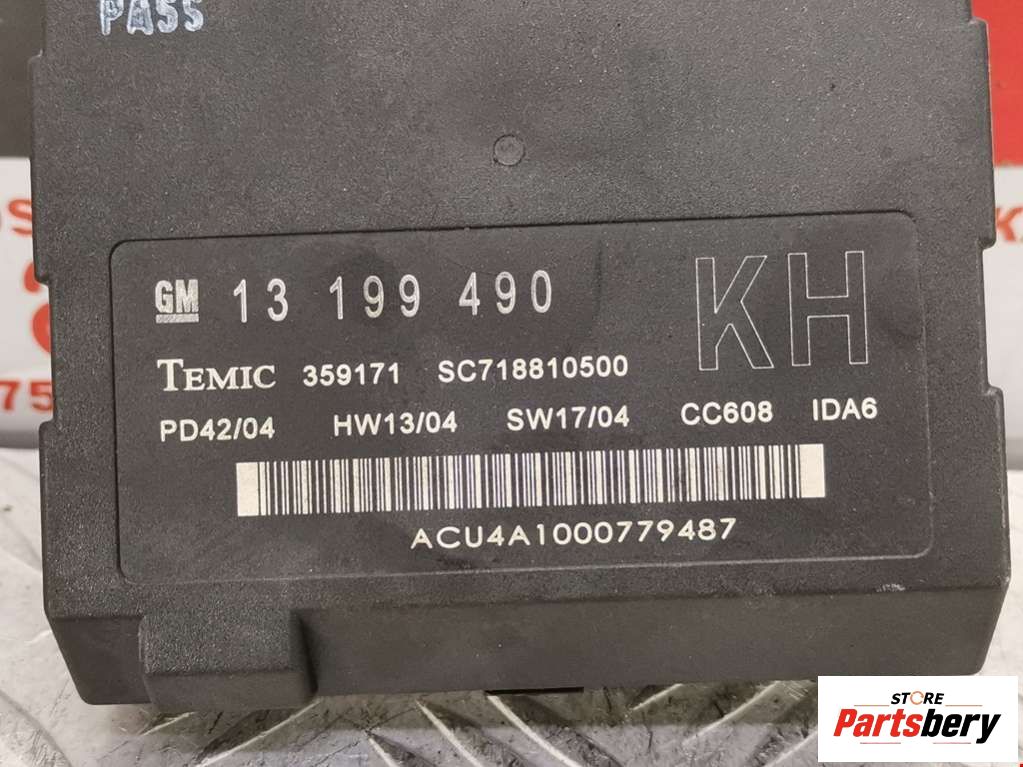 PASS
GM 13 199 490
KH
TEMIC 359171 SC718810500
PD42/04 HW13/04 SW17/04 CC608 IDA6
ACU4A1000779487
STORE
Partsbery